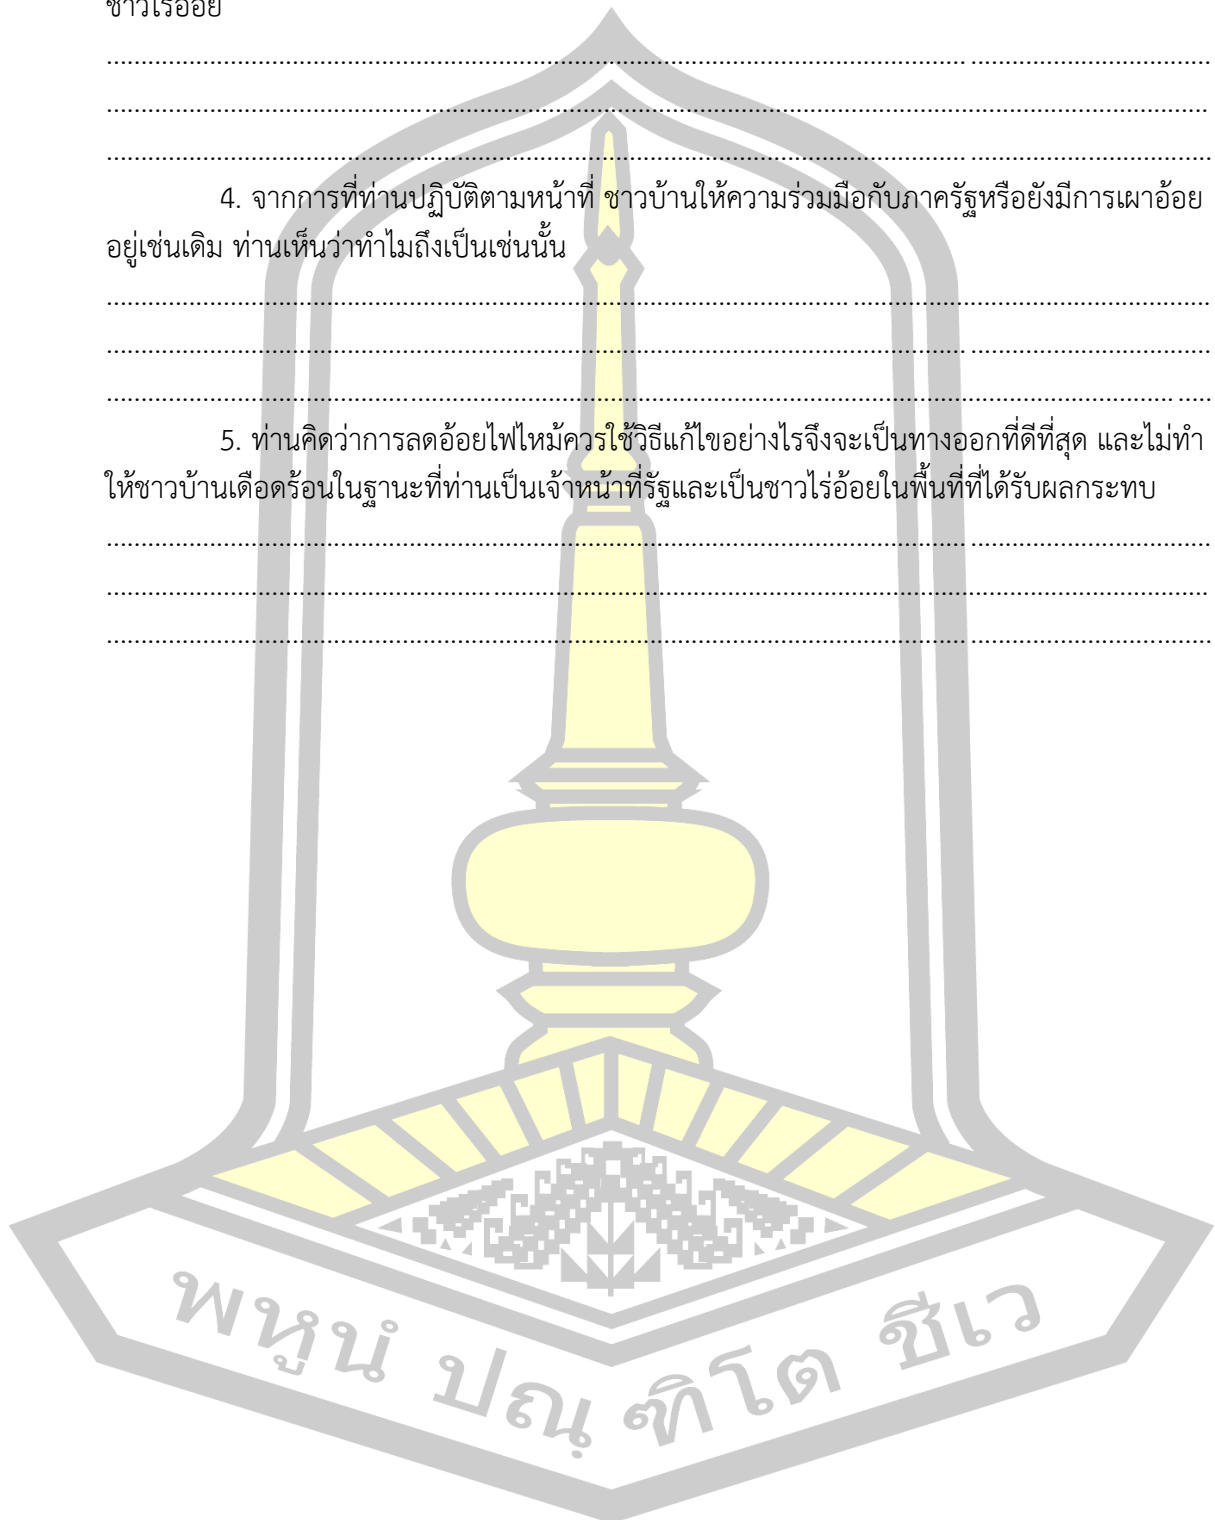 ชาวไร่อ้อย
................................................................................................................................................................
................................................................................................................................................................
................................................................................................................................................................
4. จากการที่ท่านปฏิบัติตามหน้าที่ ชาวบ้านให้ความร่วมมือกับภาครัฐหรือยังมีการเผาอ้อย
อยู่เช่นเดิม ท่านเห็นว่าทำไมถึงเป็นเช่นนั้น
................................................................................................................................................................
................................................................................................................................................................
................................................................................................................................................................
5. ท่านคิดว่าการลดอ้อยไฟไหม้ควรใช้วิธีแก้ไขอย่างไรจึงจะเป็นทางออกที่ดีที่สุด และไม่ทำ
ให้ชาวบ้านเดือดร้อนในฐานะที่ท่านเป็นเจ้าหน้าที่รัฐและเป็นชาวไร่อ้อยในพื้นที่ที่ได้รับผลกระทบ
................................................................................................................................................................
................................................................................................................................................................
................................................................................................................................................................
พหูนํ ปณฺฑิโต ชีเว